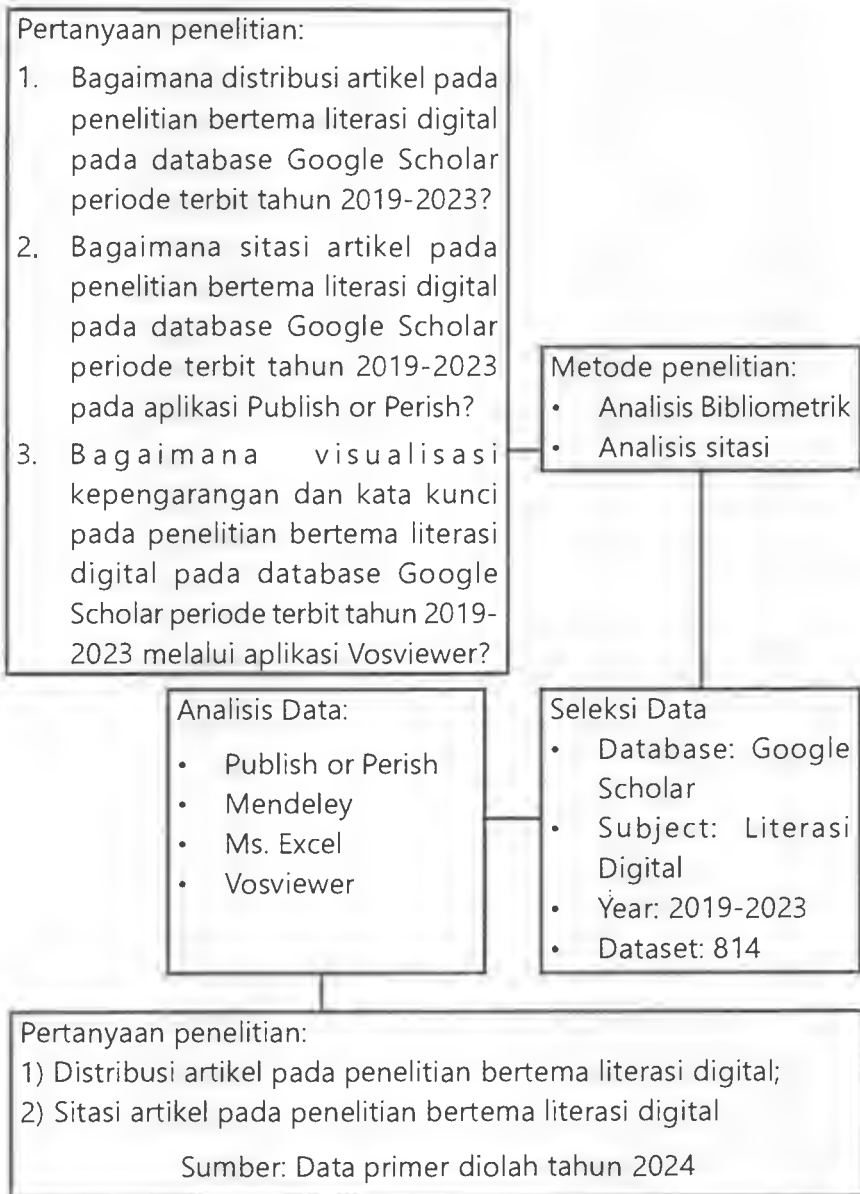 Pertanyaan penelitian:
1. Bagaimana distribusi artikel pada
penelitian bertema literasi digital
pada database Google Scholar
periode terbit tahun 2019-2023?
2. Bagaimana sitasi artikel pada
penelitian bertema literasi digital
pada database Google Scholar
periode terbit tahun 2019-2023
pada aplikasi Publish or Perish?
3. Bagaimana visualisasi
kepengarangan dan kata kunci
pada penelitian bertema literasi
digital pada database Google
Scholar periode terbit tahun 2019-
2023 melalui aplikasi Vosviewer?
Metode penelitian:
• Analisis Bibliometrik
• Analisis sitasi
Seleksi Data
• Database: Google
Scholar
• Subject: Literasi
Digital
• Year: 2019-2023
• Dataset: 814
Analisis Data:
• Publish or Perish
• Mendeley
• Ms. Excel
• Vosviewer
Pertanyaan penelitian:
1) Distribusi artikel pada penelitian bertema literasi digital;
2) Sitasi artikel pada penelitian bertema literasi digital
Sumber: Data primer diolah tahun 2024